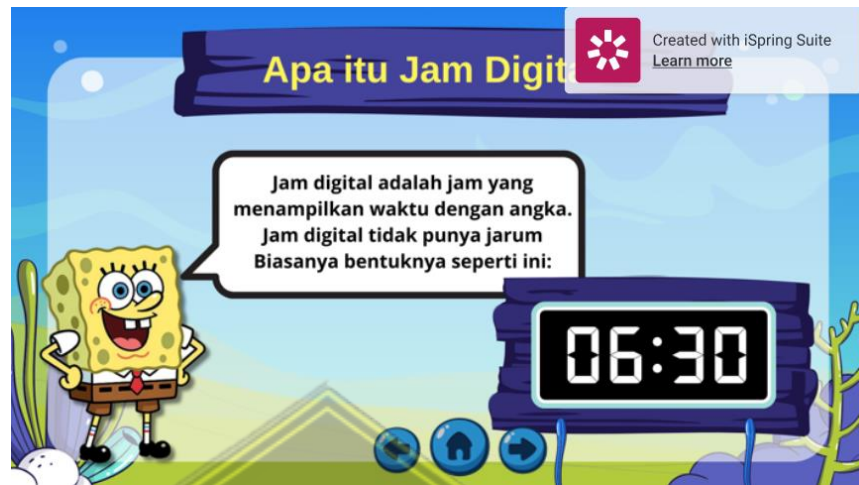 Apa itu Jam Digit
Created with iSpring Suite
Learn more
Jam digital adalah jam yang
menampilkan waktu dengan angka.
Jam digital tidak punya jarum
Biasanya bentuknya seperti ini:
06:30